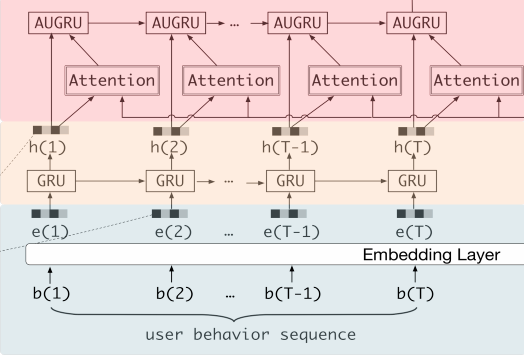 AUGRU AUGRU ... AUGRU AUGRU
Attention Attention Attention Attention
h(1) h(2) h(T-1) h(T)
GRU GRU ... GRU GRU
e(1) e(2) ... e(T-1) e(T)
Embedding Layer
b(1) b(2) ... b(T-1) b(T)
user behavior sequence